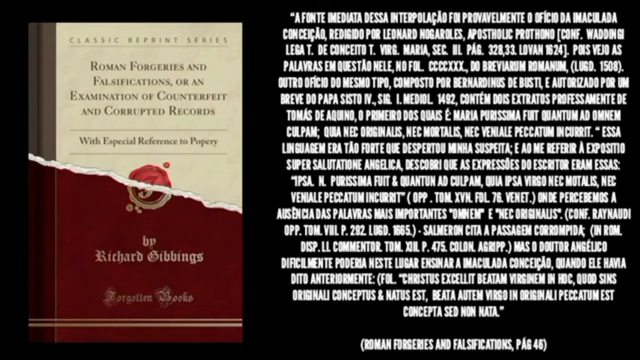 CLASSIC REPRINT SERIES
ROMAN FORGERIES AND
FALSIFICATIONS, OR AN
EXAMINATION OF COUNTERFEIT
AND CORRUPTED RECORDS
With Especial Reference to Popery
by
Richard Gibbings
Forgotten Books
"A FONTE IMEDIATA DESSA INTERPOLAÇÃO FOI PROVAVELMENTE O OFÍCIO DA IMACULADA
CONCEIÇÃO, REDIGIDO POR LEONARD NOGAROLES, APOSTHOLIC PROTHONO [CONF. WADDINGI
LEGA T. DE CONCEITO T. VIRG. MARIA, SEC. III. PÁG. 328,33. LOVAN 1624]. POIS VEJO AS
PALAVRAS EM QUESTÃO NELE, NO FOL. CCCCXXX., DO BREVIARUM ROMANUM, (LUGD. 1508).
OUTRO OFÍCIO DO MESMO TIPO, COMPOSTO POR BERNARDINUS DE BUSTI, E AUTORIZADO POR UM
BREVE DO PAPA SISTO IV., SIG. I. MEDIOL. 1492, CONTÉM DOIS EXTRATOS PROFESSAMENTE DE
TOMÁS DE AQUINO, O PRIMEIRO DOS QUAIS É: MARIA PURISSIMA FUIT QUANTUM AD OMNEM
CULPAM; QUIA NEC ORIGINALIS, NEC MORTALIS, NEC VENIALE PECCATUM INCURRIT. " ESSA
LINGUAGEM ERA TÃO FORTE QUE DESPERTOU MINHA SUSPEITA; E AO ME REFERIR À EXPOSITIO
SUPER SALUTATIONE ANGELICA, DESCOBRI QUE AS EXPRESSÕES DO ESCRITOR ERAM ESSAS:
"IPSA. N. PURISSIMA FUIT & QUANTUN AD CULPAM, QUIA IPSA VIRGO NEC MOTALIS, NEC
VENIALE PECCATUM INCURRIT" ( OPP . TOM. XVN. FOL. 76. VENET.) ONDE PERCEBEMOS A
AUSÊNCIA DAS PALAVRAS MAIS IMPORTANTES "OMNEM" E "NEC ORIGINALIS". (CONF. RAYNAUDI
OPP. TOM. VIII. P. 292. LUGD. 1665.) - SALMERON CITA A PASSAGEM CORROMPIDA; (IN ROM.
DISP. LL COMMENTOR. TOM. XIII. P. 475. COLON. AGRIPP.) MAS O DOUTOR ANGÉLICO
DIFICILMENTE PODERIA NESTE LUGAR ENSINAR A IMACULADA CONCEIÇÃO, QUANDO ELE HAVIA
DITO ANTERIORMENTE: (FOL. "CHRISTUS EXCELLIT BEATAM VIRGINEM IN HOC, QUOD SINS
ORIGINALI CONCEPTUS & NATUS EST, BEATA AUTEM VIRGO IN ORIGINALI PECCATUM EST
CONCEPTA SED NON NATA."
(ROMAN FORGERIES AND FALSIFICATIONS, PÁG 46)